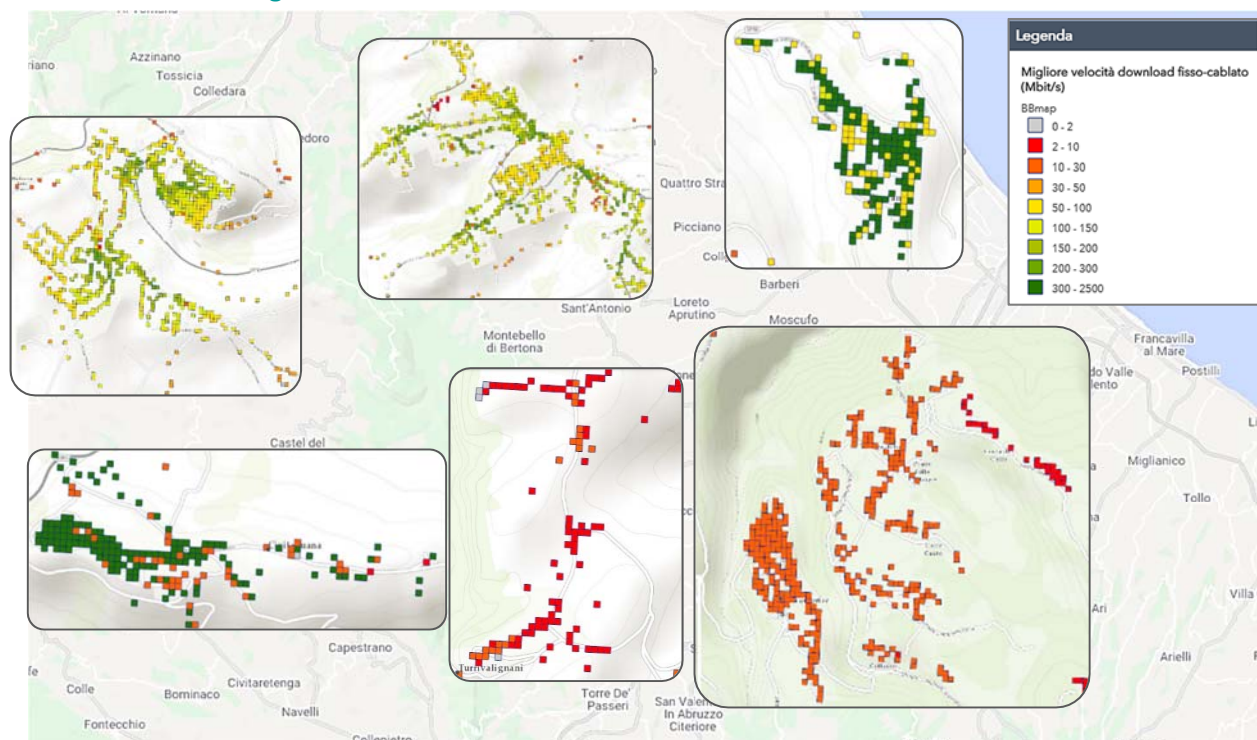 Azzinano
Tossicia
Colledara
Legenda
Migliore velocità download fisso-cablato
(Mbit/s)
BBmap
0 - 2
2 - 10
10 - 30
30 - 50
50 - 100
100 - 150
150 - 200
200 - 300
300 - 2500
Quattro Stra
Picciano
Barberi
Sant'Antonio
Loreto
Aprutino
Moscufo
Montebello
di Bertona
Francavilla
al Mare
Postilli
Castel del
Miglianico
Tollo
Turrivalignani
Ari
Villa
Arielli
Capestrano
Colle
Bominaco
Civitaretenga
Navelli
Fontecchio
Torre De'
Passeri
San Valen
In Abruzzo
Citeriore
Collepietro